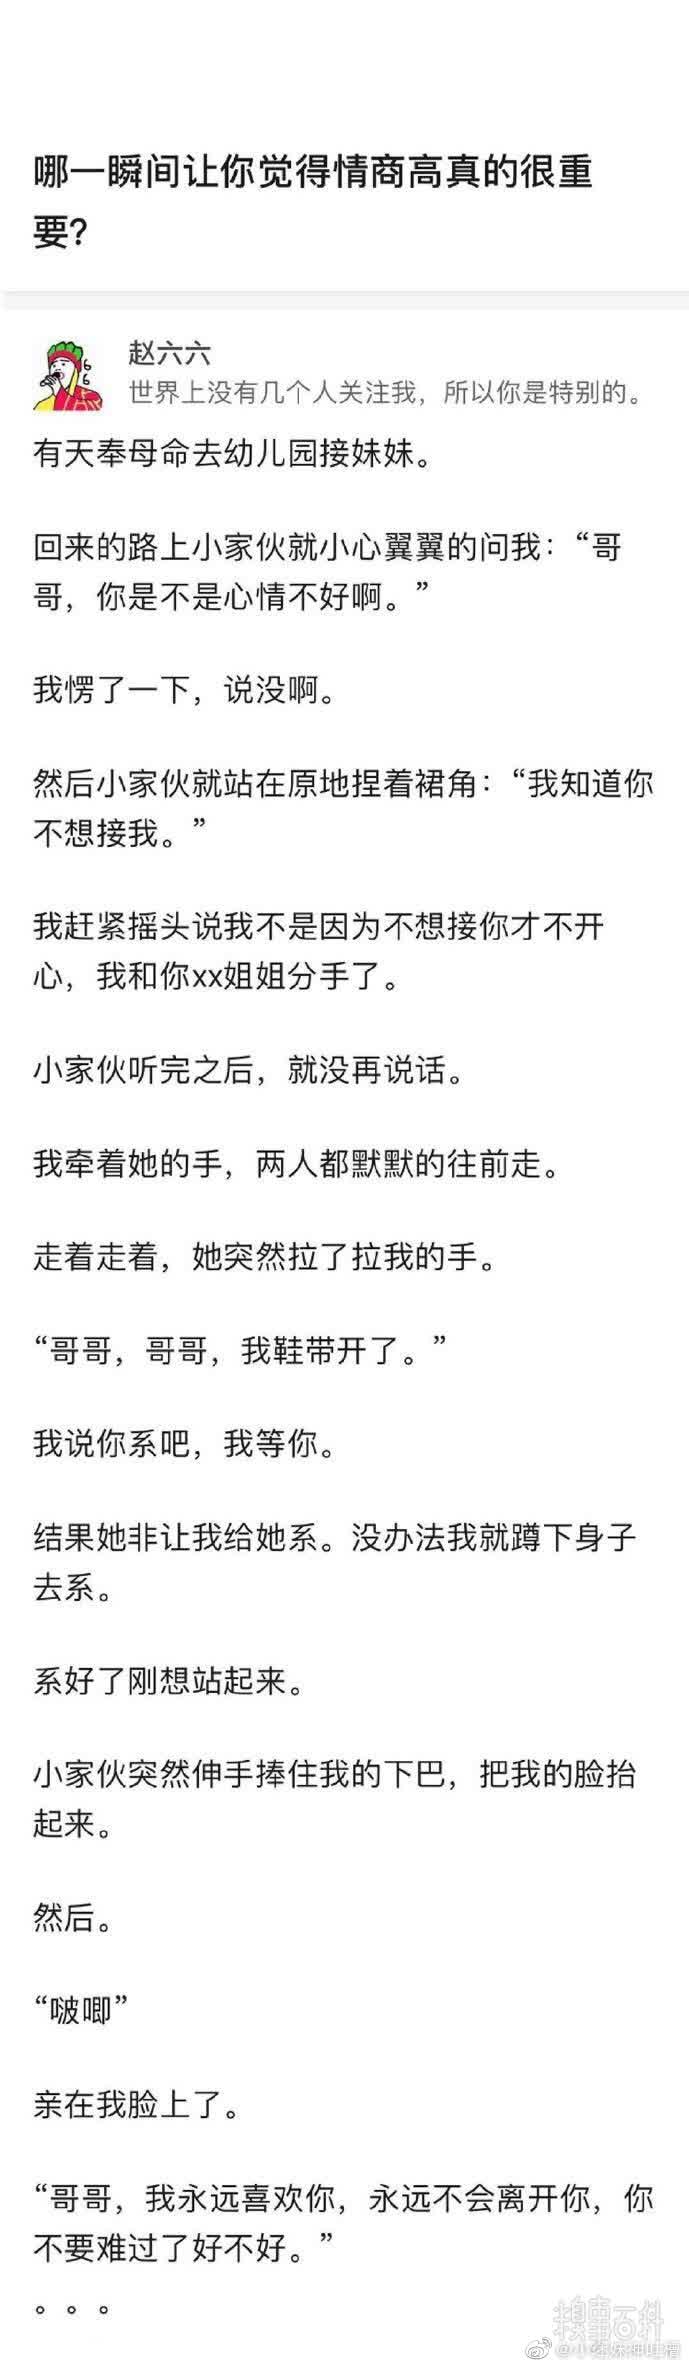 哪一瞬间让你觉得情商高真的很重
要?
赵六六
世界上没有几个人关注我，所以你是特别的。
有天奉母命去幼儿园接妹妹。
回来的路上小家伙就小心翼翼的问我：“哥
哥，你是不是心情不好啊。”
我愣了一下，说没啊。
然后小家伙就站在原地捏着裙角：“我知道你
不想接我。”
我赶紧摇头说我不是因为不想接你才不开
心，我和你xx姐姐分手了。
小家伙听完之后，就没再说话。
我牵着她的手，两人都默默的往前走。
走着走着，她突然拉了拉我的手。
“哥哥，哥哥，我鞋带开了。”
我说你系吧，我等你。
结果她非让我给她系。没办法我就蹲下身子
去系。
系好了刚想站起来。
小家伙突然伸手捧住我的下巴，把我的脸抬
起来。
然后。
“啵唧”
亲在我脸上了。
“哥哥，我永远喜欢你，永远不会离开你，你
不要难过了好不好。”
。。。
糗事百科